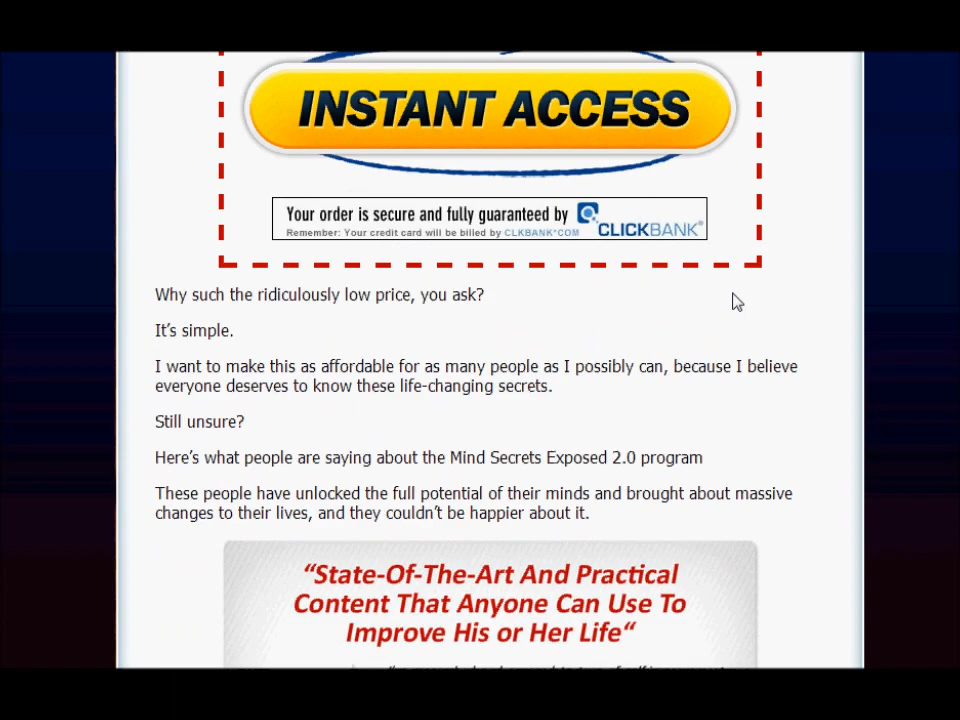 INSTANT ACCESS
Your order is secure and fully guaranteed by
Remember: Your credit card will be billed by CLKBANK*COM
CLICKBANK®
Why such the ridiculously low price, you ask?
It's simple.
I want to make this as affordable for as many people as I possibly can, because I believe
everyone deserves to know these life-changing secrets.
Still unsure?
Here's what people are saying about the Mind Secrets Exposed 2.0 program
These people have unlocked the full potential of their minds and brought about massive
changes to their lives, and they couldn't be happier about it.
“State-Of-The-Art And Practical
Content That Anyone Can Use To
Improve His or Her Life“